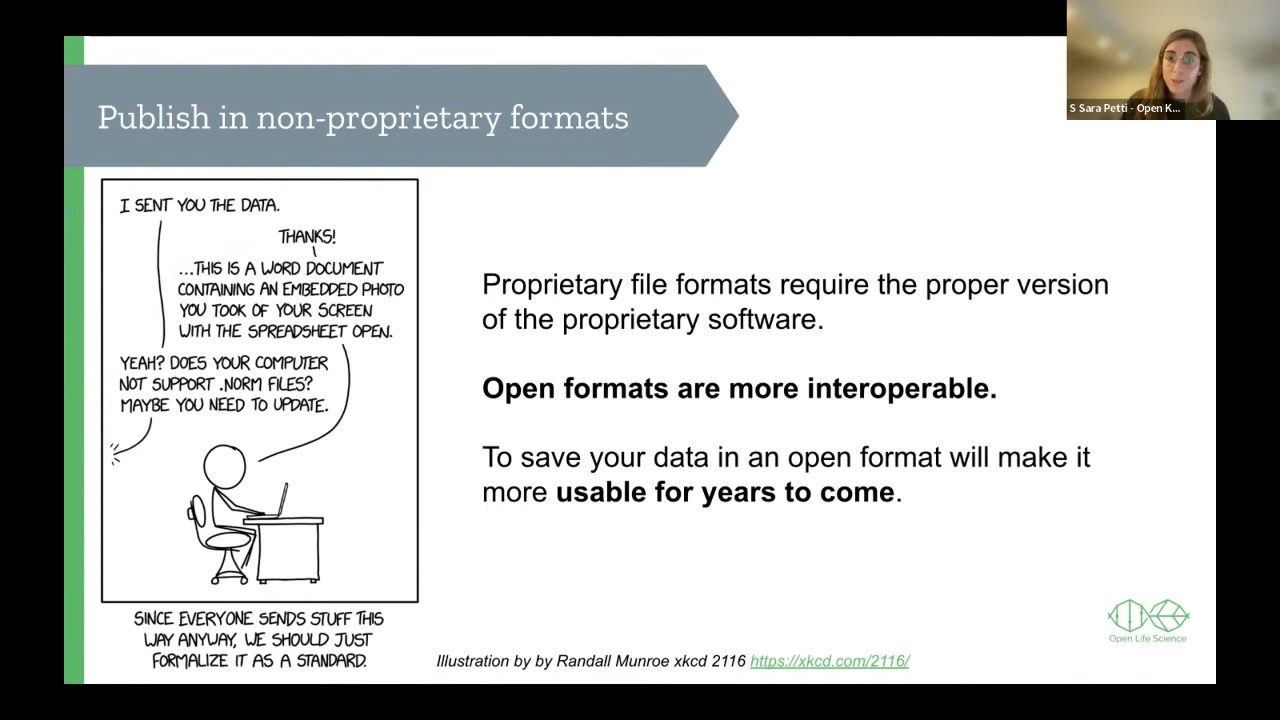 Publish in non-proprietary formats
S Sara Petti - Open K...
I SENT YOU THE DATA.
THANKS!
...THIS IS A WORD DOCUMENT
CONTAINING AN EMBEDDED PHOTO
YOU TOOK OF YOUR SCREEN
WITH THE SPREADSHEET OPEN.
YEAH? DOES YOUR COMPUTER
NOT SUPPORT .NORM FILES?
MAYBE YOU NEED TO UPDATE.
SINCE EVERYONE SENDS STUFF THIS
WAY ANYWAY, WE SHOULD JUST
FORMALIZE IT AS A STANDARD.
Proprietary file formats require the proper version
of the proprietary software.
Open formats are more interoperable.
To save your data in an open format will make it
more usable for years to come.
Illustration by by Randall Munroe xkcd 2116 https://xkcd.com/2116/
Open Life Science